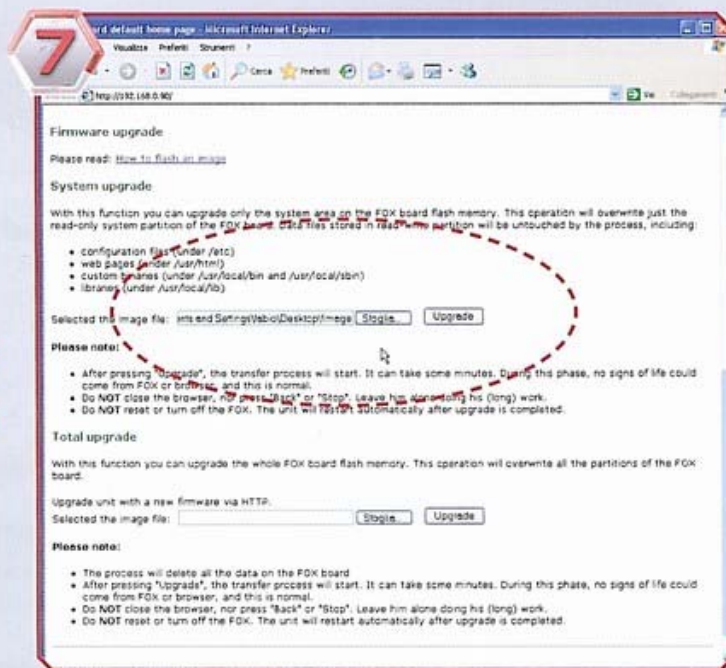 7
ard default home page - Microsoft Internet Explorer
Visualizza Preferiti Strumenti ?
Cerca Preferiti
http://192.168.0.90/
Vai Collegamenti
Firmware upgrade
Please read: How to flash an image
System upgrade
With this function you can upgrade only the system area on the FOX board flash memory. This operation will overwrite just the
read-only system partition of the FOX board. Data files stored in read-write partition will be untouched by the process, including:
• configuration files (under /etc)
• web pages (under /usr/html)
• custom binaries (under /usr/local/bin and /usr/local/sbin)
• libraries (under /usr/local/lib)
Selected the image file: nts and Settings\fabio\Desktop\fimage Sfoglia... Upgrade
Please note:
• After pressing "Upgrade", the transfer process will start. It can take some minutes. During this phase, no signs of life could
come from FOX or browser, and this is normal.
• Do NOT close the browser, nor press "Back" or "Stop". Leave him alone doing his (long) work.
• Do NOT reset or turn off the FOX. The unit will restart automatically after upgrade is completed.
Total upgrade
With this function you can upgrade the whole FOX board flash memory. This operation will overwrite all the partitions of the FOX
board.
Upgrade unit with a new firmware via HTTP.
Selected the image file: Sfoglia... Upgrade
Please note:
• The process will delete all the data on the FOX board
• After pressing "Upgrade", the transfer process will start. It can take some minutes. During this phase, no signs of life could
come from FOX or browser, and this is normal.
• Do NOT close the browser, nor press "Back" or "Stop". Leave him alone doing his (long) work.
• Do NOT reset or turn off the FOX. The unit will restart automatically after upgrade is completed.